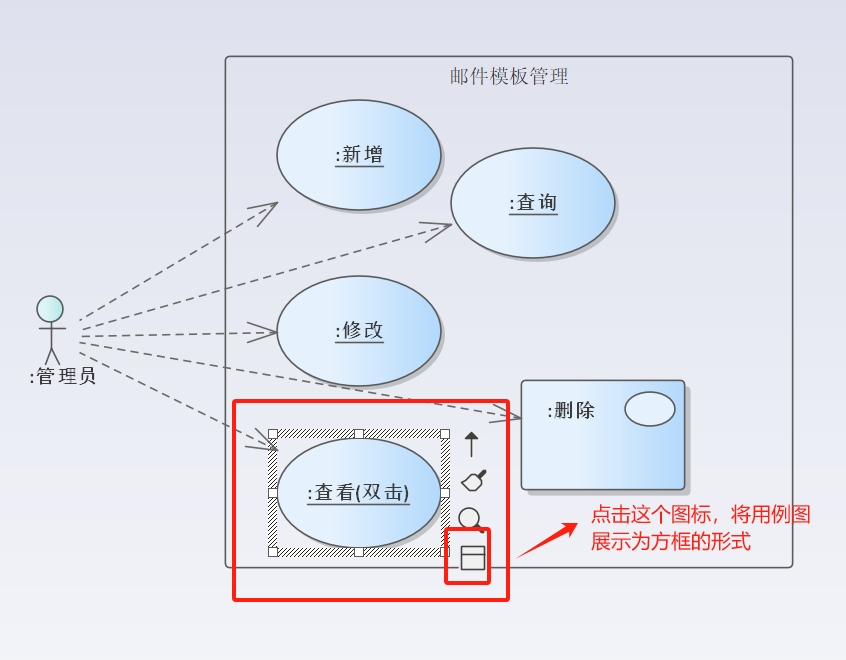 邮件模板管理
:新增
:查询
:修改
:管理员
:删除
:查看(双击)
点击这个图标，将用例图
展示为方框的形式